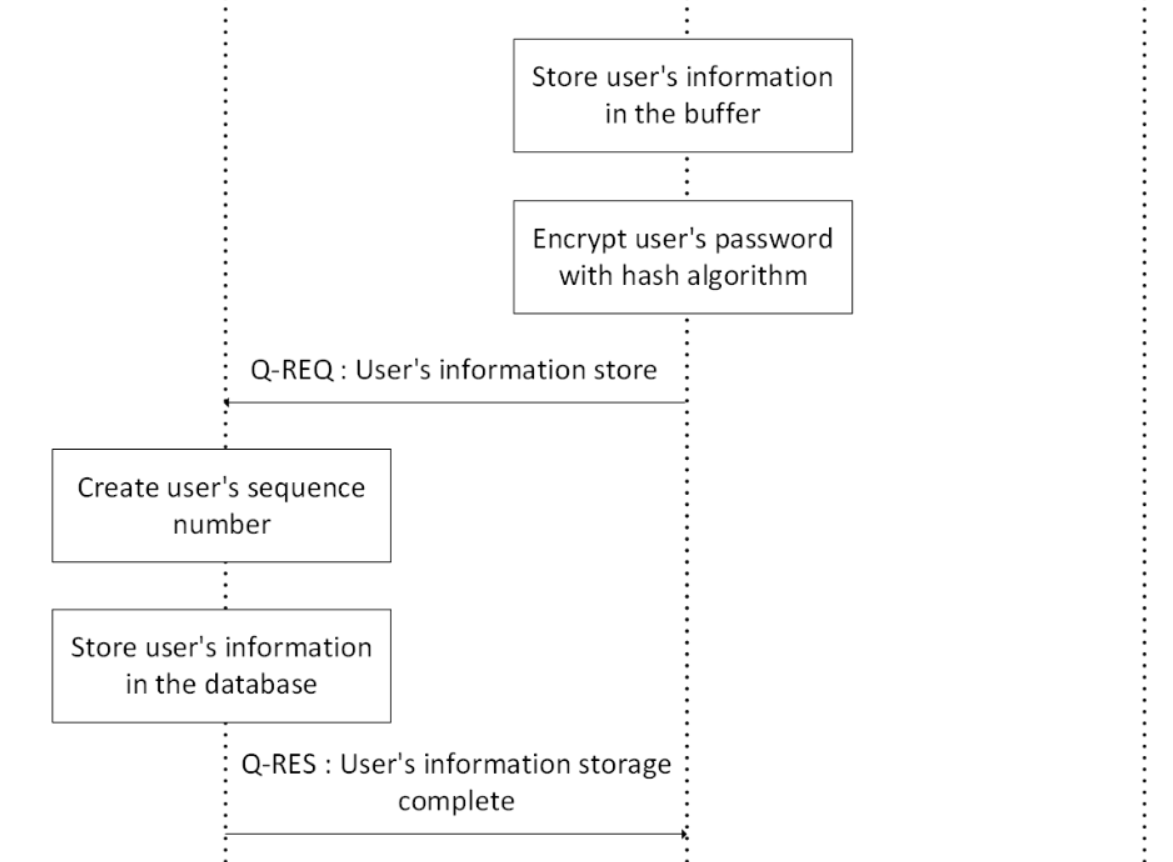 Store user's information
in the buffer
Encrypt user's password
with hash algorithm
Q-REQ : User's information store
Create user's sequence
number
Store user's information
in the database
Q-RES : User's information storage
complete